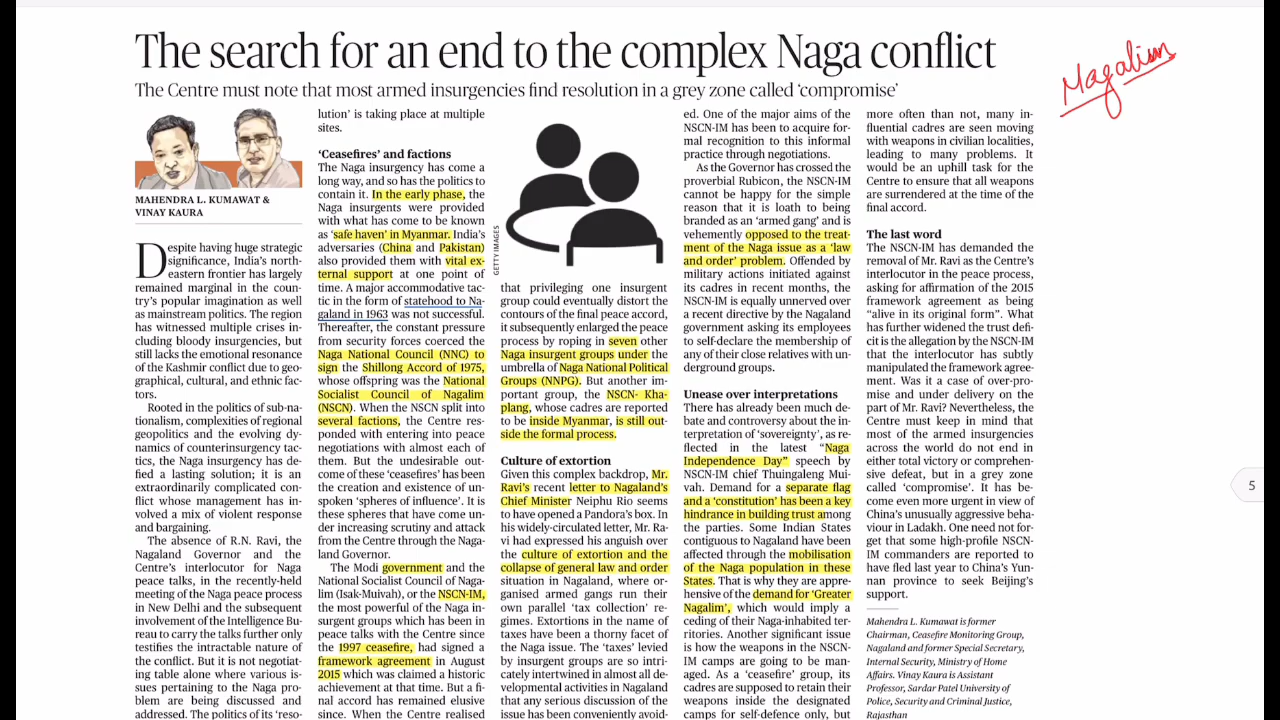 The search for an end to the complex Naga conflict
The Centre must note that most armed insurgencies find resolution in a grey zone called ‘compromise’
Nagalism
MAHENDRA L. KUMAWAT &
VINAY KAURA
Despite having huge strategic
significance, India’s north-
eastern frontier has largely
remained marginal in the coun-
try’s popular imagination as well
as mainstream politics. The region
has witnessed multiple crises in-
cluding bloody insurgencies, but
still lacks the emotional resonance
of the Kashmir conflict due to geo-
graphical, cultural, and ethnic fac-
tors.
Rooted in the politics of sub-na-
tionalism, complexities of regional
geopolitics and the evolving dy-
namics of counterinsurgency tac-
tics, the Naga insurgency has de-
fied a lasting solution; it is an
extraordinarily complicated con-
flict whose management has in-
volved a mix of violent response
and bargaining.
The absence of R.N. Ravi, the
Nagaland Governor and the
Centre’s interlocutor for Naga
peace talks, in the recently-held
meeting of the Naga peace process
in New Delhi and the subsequent
involvement of the Intelligence Bu-
reau to carry the talks further only
testifies the intractable nature of
the conflict. But it is not negotiat-
ing table alone where various is-
sues pertaining to the Naga pro-
blem are being discussed and
addressed. The politics of its ‘reso-
lution’ is taking place at multiple
sites.
‘Ceasefires’ and factions
The Naga insurgency has come a
long way, and so has the politics to
contain it. In the early phase, the
Naga insurgents were provided
with what has come to be known
as ‘safe haven’ in Myanmar. India’s
adversaries (China and Pakistan)
also provided them with vital ex-
ternal support at one point of
time. A major accommodative tac-
tic in the form of statehood to Na-
galand in 1963 was not successful.
Thereafter, the constant pressure
from security forces coerced the
Naga National Council (NNC) to
sign the Shillong Accord of 1975,
whose offspring was the National
Socialist Council of Nagalim
(NSCN). When the NSCN split into
several factions, the Centre res-
ponded with entering into peace
negotiations with almost each of
them. But the undesirable out-
come of these ‘ceasefires’ has been
the creation and existence of un-
spoken ‘spheres of influence’. It is
these spheres that have come un-
der increasing scrutiny and attack
from the Centre through the Naga-
land Governor.
The Modi government and the
National Socialist Council of Naga-
lim (Isak-Muivah), or the NSCN-IM,
the most powerful of the Naga in-
surgent groups which has been in
peace talks with the Centre since
the 1997 ceasefire, had signed a
framework agreement in August
2015 which was claimed a historic
achievement at that time. But a fi-
nal accord has remained elusive
since. When the Centre realised
GETTY IMAGES
that privileging one insurgent
group could eventually distort the
contours of the final peace accord,
it subsequently enlarged the peace
process by roping in seven other
Naga insurgent groups under the
umbrella of Naga National Political
Groups (NNPG). But another im-
portant group, the NSCN- Kha-
plang, whose cadres are reported
to be inside Myanmar, is still out-
side the formal process.
Culture of extortion
Given this complex backdrop, Mr.
Ravi’s recent letter to Nagaland’s
Chief Minister Neiphu Rio seems
to have opened a Pandora’s box. In
his widely-circulated letter, Mr. Ra-
vi had expressed his anguish over
the culture of extortion and the
collapse of general law and order
situation in Nagaland, where or-
ganised armed gangs run their
own parallel ‘tax collection’ re-
gimes. Extortions in the name of
taxes have been a thorny facet of
the Naga issue. The ‘taxes’ levied
by insurgent groups are so intri-
cately intertwined in almost all de-
velopmental activities in Nagaland
that any serious discussion of the
issue has been conveniently avoid-
ed. One of the major aims of the
NSCN-IM has been to acquire for-
mal recognition to this informal
practice through negotiations.
As the Governor has crossed the
proverbial Rubicon, the NSCN-IM
cannot be happy for the simple
reason that it is loath to being
branded as an ‘armed gang’ and is
vehemently opposed to the treat-
ment of the Naga issue as a ‘law
and order’ problem. Offended by
military actions initiated against
its cadres in recent months, the
NSCN-IM is equally unnerved over
a recent directive by the Nagaland
government asking its employees
to self-declare the membership of
any of their close relatives with un-
derground groups.
Unease over interpretations
There has already been much de-
bate and controversy about the in-
terpretation of ‘sovereignty’, as re-
flected in the latest “Naga
Independence Day” speech by
NSCN-IM chief Thuingaleng Mui-
vah. Demand for a separate flag
and a ‘constitution’ has been a key
hindrance in building trust among
the parties. Some Indian States
contiguous to Nagaland have been
affected through the mobilisation
of the Naga population in these
States. That is why they are appre-
hensive of the demand for ‘Greater
Nagalim’, which would imply a
ceding of their Naga-inhabited ter-
ritories. Another significant issue
is how the weapons in the NSCN-
IM camps are going to be man-
aged. As a ‘ceasefire’ group, its
cadres are supposed to retain their
weapons inside the designated
camps for self-defence only, but
more often than not, many in-
fluential cadres are seen moving
with weapons in civilian localities,
leading to many problems. It
would be an uphill task for the
Centre to ensure that all weapons
are surrendered at the time of the
final accord.
The last word
The NSCN-IM has demanded the
removal of Mr. Ravi as the Centre’s
interlocutor in the peace process,
asking for affirmation of the 2015
framework agreement as being
“alive in its original form”. What
has further widened the trust defi-
cit is the allegation by the NSCN-IM
that the interlocutor has subtly
manipulated the framework agree-
ment. Was it a case of over-pro-
mise and under delivery on the
part of Mr. Ravi? Nevertheless, the
Centre must keep in mind that
most of the armed insurgencies
across the world do not end in
either total victory or comprehen-
sive defeat, but in a grey zone
called ‘compromise’. It has be-
come even more urgent in view of
China’s unusually aggressive beha-
viour in Ladakh. One need not for-
get that some high-profile NSCN-
IM commanders are reported to
have fled last year to China’s Yun-
nan province to seek Beijing’s
support.
Mahendra L. Kumawat is former
Chairman, Ceasefire Monitoring Group,
Nagaland and former Special Secretary,
Internal Security, Ministry of Home
Affairs. Vinay Kaura is Assistant
Professor, Sardar Patel University of
Police, Security and Criminal Justice,
Rajasthan
5